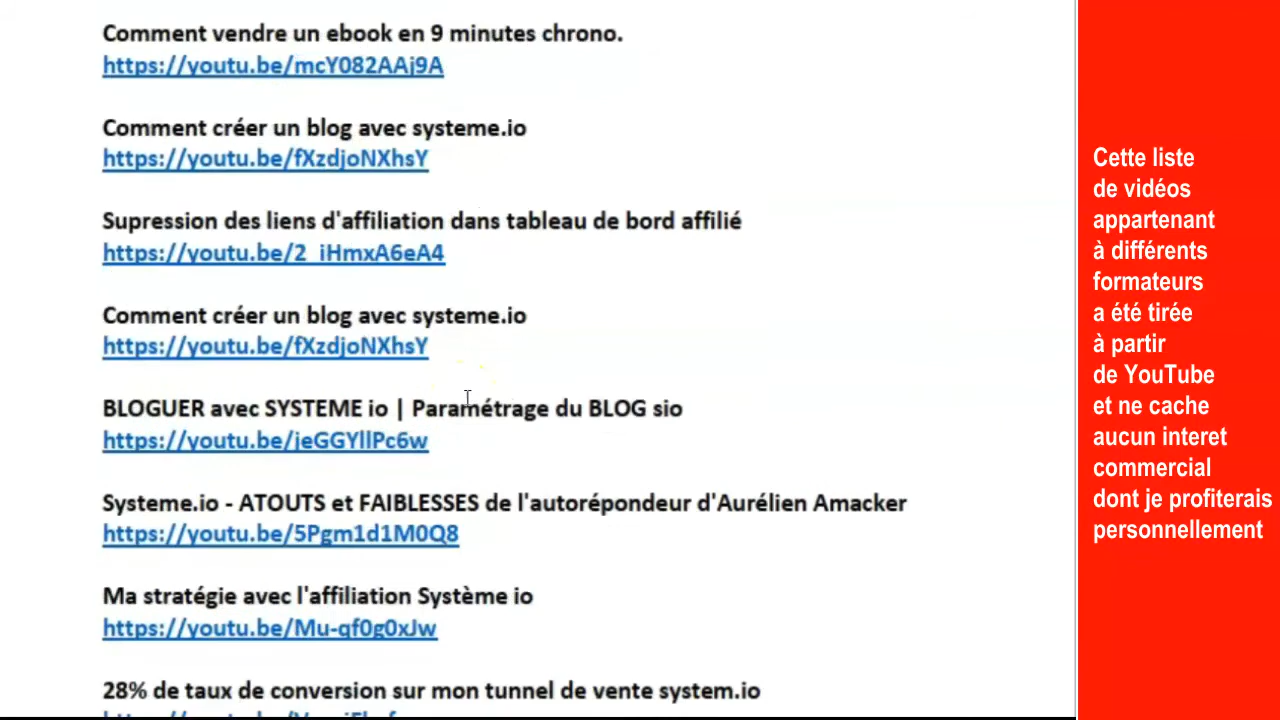 Comment vendre un ebook en 9 minutes chrono.
https://youtu.be/mcY082AAj9A
Comment créer un blog avec systeme.io
https://youtu.be/fXzdjoNXhsY
Supression des liens d'affiliation dans tableau de bord affilié
https://youtu.be/2_iHmxA6eA4
Comment créer un blog avec systeme.io
https://youtu.be/fXzdjoNXhsY
BLOGUER avec SYSTEME io | Paramétrage du BLOG sio
https://youtu.be/jeGGYllPc6w
Systeme.io - ATOUTS et FAIBLESSES de l'autorépondeur d'Aurélien Amacker
https://youtu.be/5Pgm1d1M0Q8
Ma stratégie avec l'affiliation Système io
https://youtu.be/Mu-qf0g0xJw
28% de taux de conversion sur mon tunnel de vente system.io
Cette liste
de vidéos
appartenant
à différents
formateurs
a été tirée
à partir
de YouTube
et ne cache
aucun interet
commercial
dont je profiterais
personnellement